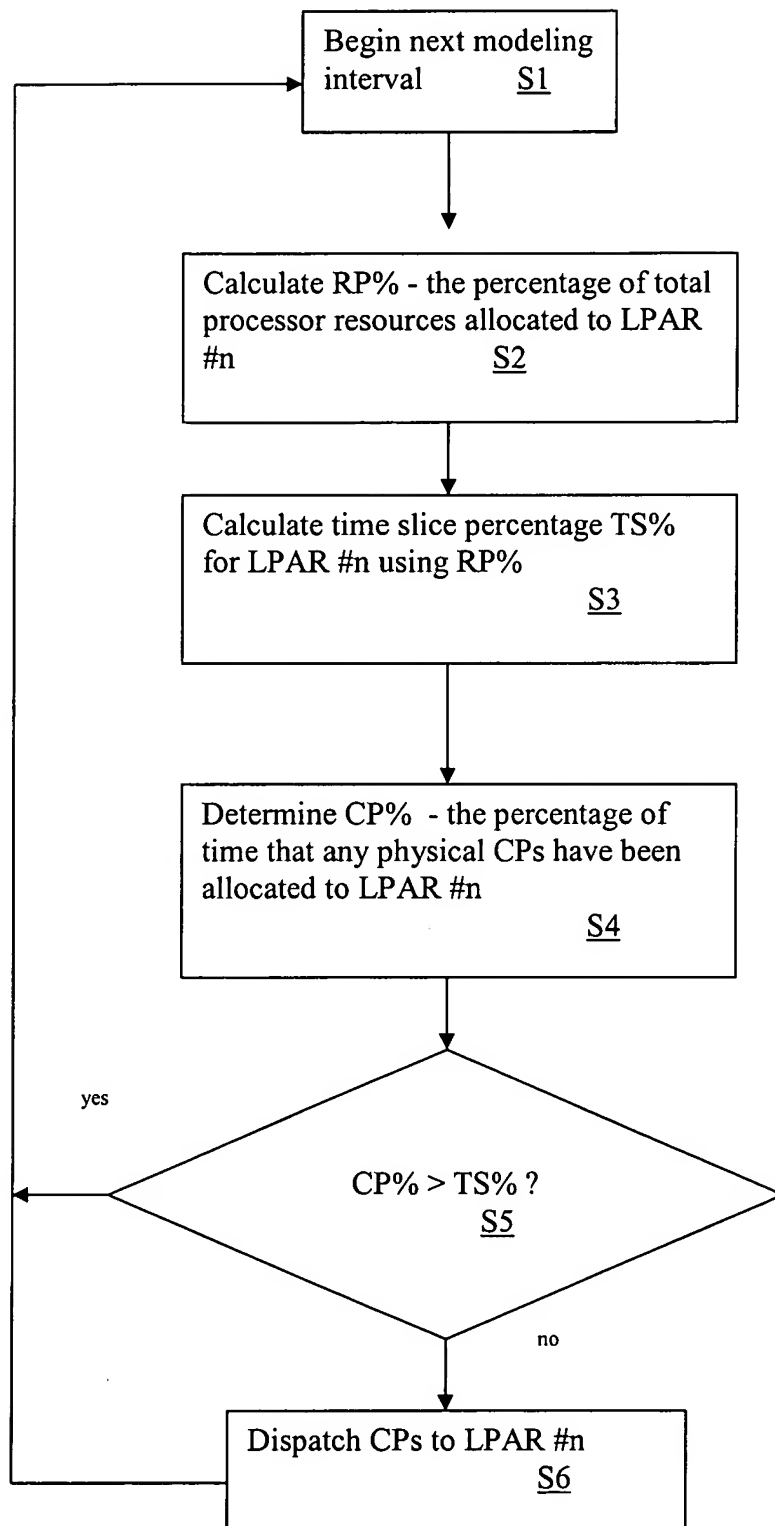 Begin next modeling
interval S1
Calculate RP% - the percentage of total
processor resources allocated to LPAR
#n S2
Calculate time slice percentage TS%
for LPAR #n using RP%
S3
Determine CP% - the percentage of
time that any physical CPs have been
allocated to LPAR #n
S4
yes
CP% > TS% ?
S5
no
Dispatch CPs to LPAR #n
S6